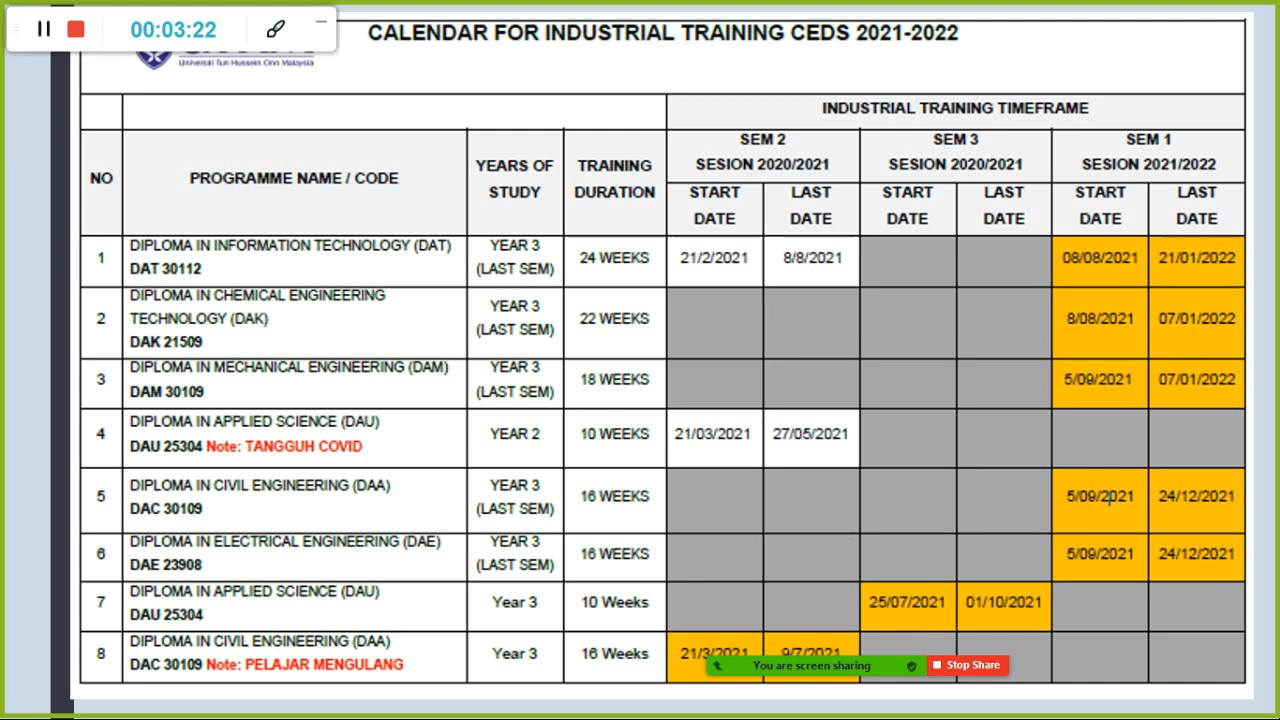 00:03:22
CALENDAR FOR INDUSTRIAL TRAINING CEDS 2021-2022
Universiti Tun Hussein Onn Malaysia
INDUSTRIAL TRAINING TIMEFRAME
NO
PROGRAMME NAME / CODE
YEARS OF
STUDY
TRAINING
DURATION
SEM 2
SESION 2020/2021
SEM 3
SESION 2020/2021
SEM 1
SESION 2021/2022
START
DATE
LAST
DATE
START
DATE
LAST
DATE
START
DATE
LAST
DATE
1
DIPLOMA IN INFORMATION TECHNOLOGY (DAT)
DAT 30112
YEAR 3
(LAST SEM)
24 WEEKS
21/2/2021
8/8/2021
08/08/2021
21/01/2022
2
DIPLOMA IN CHEMICAL ENGINEERING
TECHNOLOGY (DAK)
DAK 21509
YEAR 3
(LAST SEM)
22 WEEKS
8/08/2021
07/01/2022
3
DIPLOMA IN MECHANICAL ENGINEERING (DAM)
DAM 30109
YEAR 3
(LAST SEM)
18 WEEKS
5/09/2021
07/01/2022
4
DIPLOMA IN APPLIED SCIENCE (DAU)
DAU 25304 Note: TANGGUH COVID
YEAR 2
10 WEEKS
21/03/2021
27/05/2021
5
DIPLOMA IN CIVIL ENGINEERING (DAA)
DAC 30109
YEAR 3
(LAST SEM)
16 WEEKS
5/09/2021
24/12/2021
6
DIPLOMA IN ELECTRICAL ENGINEERING (DAE)
DAE 23908
YEAR 3
(LAST SEM)
16 WEEKS
5/09/2021
24/12/2021
7
DIPLOMA IN APPLIED SCIENCE (DAU)
DAU 25304
Year 3
10 Weeks
25/07/2021
01/10/2021
8
DIPLOMA IN CIVIL ENGINEERING (DAA)
DAC 30109 Note: PELAJAR MENGULANG
Year 3
16 Weeks
21/3/2021
9/7/2021
You are screen sharing
Stop Share